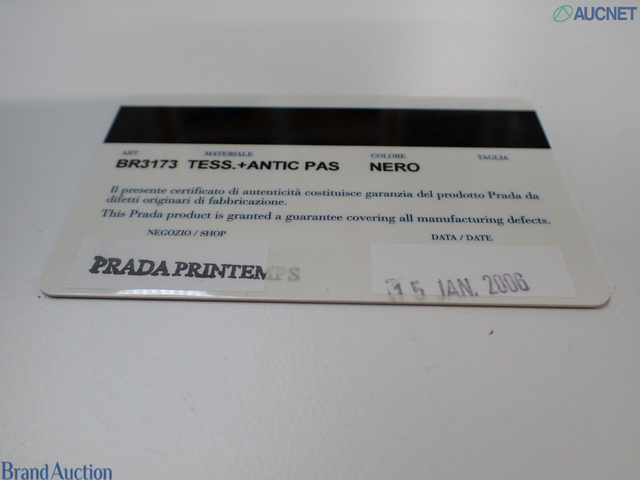 AUCNET
ART MATERIALE COLORE TAGLIA
BR3173 TESS.+ANTIC PAS NERO
Il presente certificato di autenticità costituisce garanzia del prodotto Prada da
difetti originari di fabbricazione.
This Prada product is granted a guarantee covering all manufacturing defects.
NEGOZIO / SHOP DATA / DATE
PRADA PRINTEMPS 15 JAN. 2006
Brand Auction